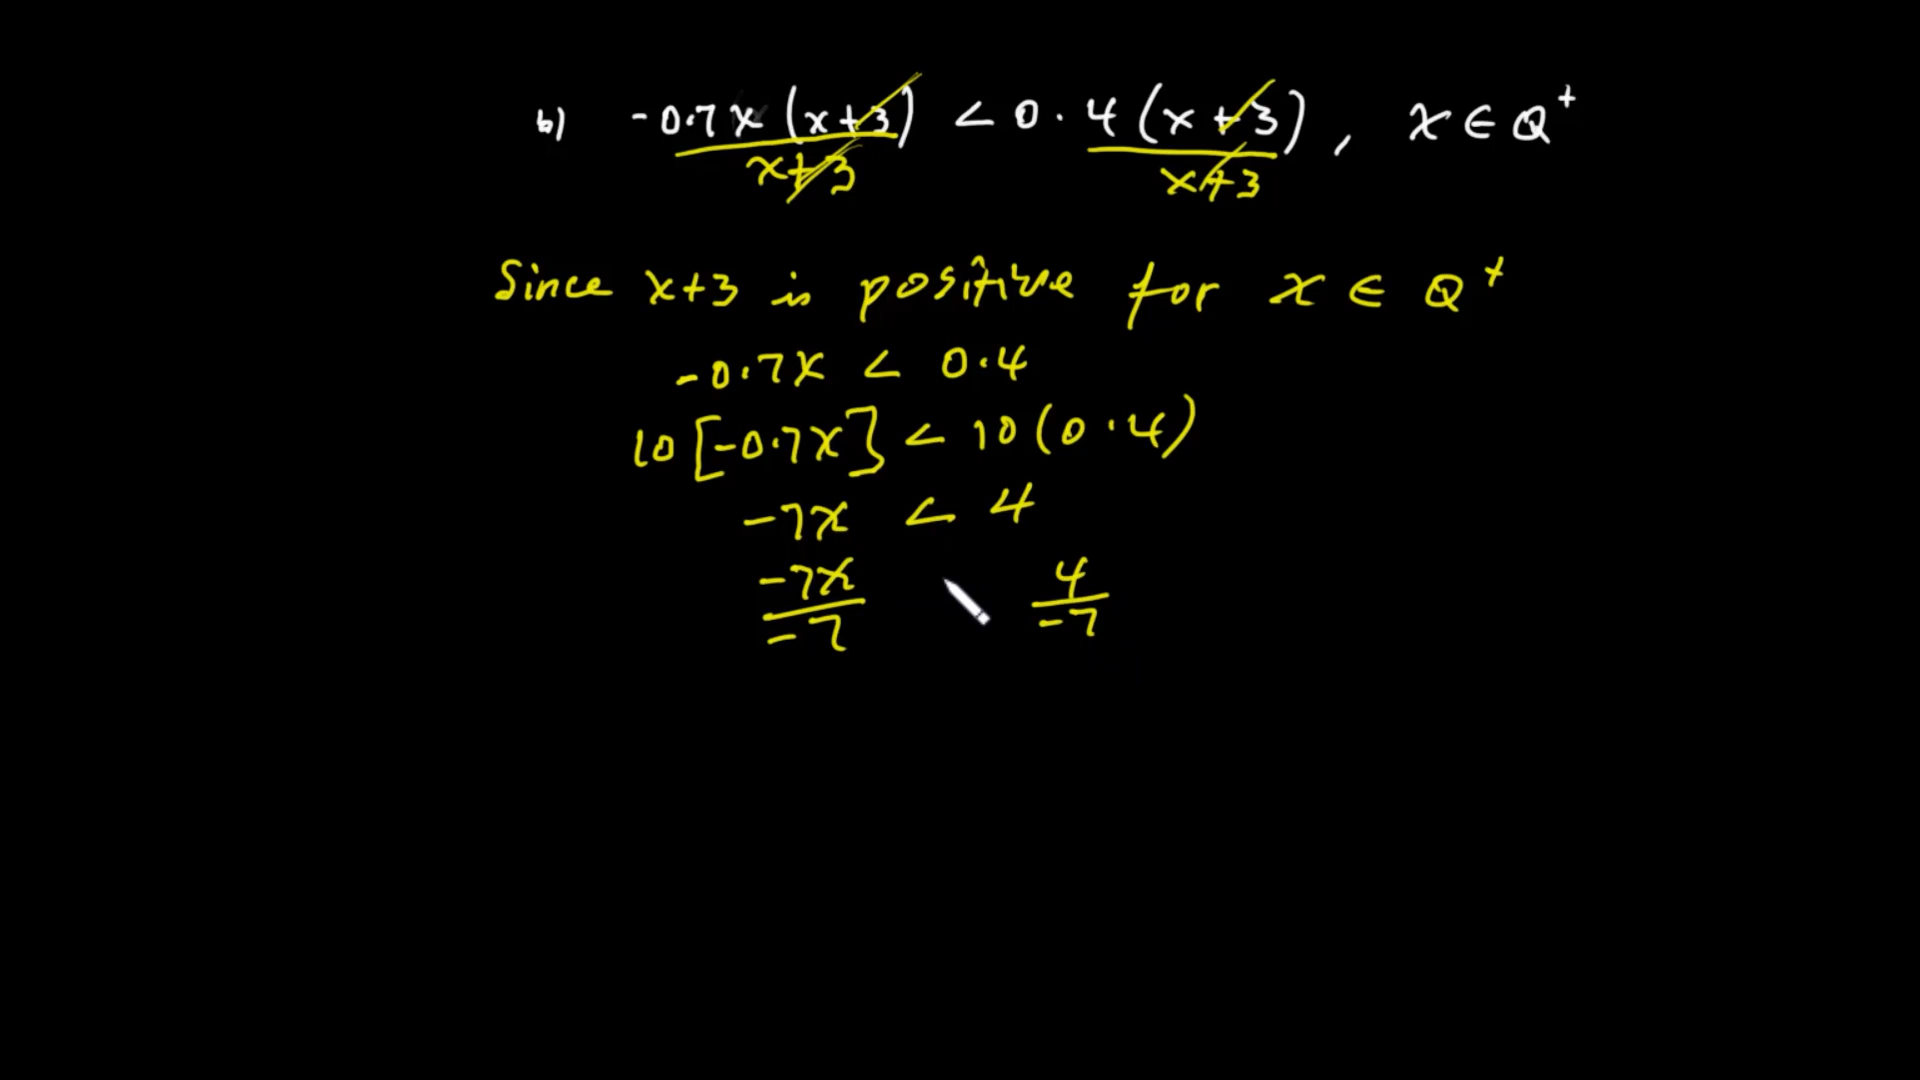 b) -0.7x(x+3) < 0.4(x+3), x ∈ Q⁺
x+3 x+3
Since x+3 is positive for x ∈ Q⁺
-0.7x < 0.4
10[-0.7x] < 10(0.4)
-7x < 4
-7x 4
-7 -7